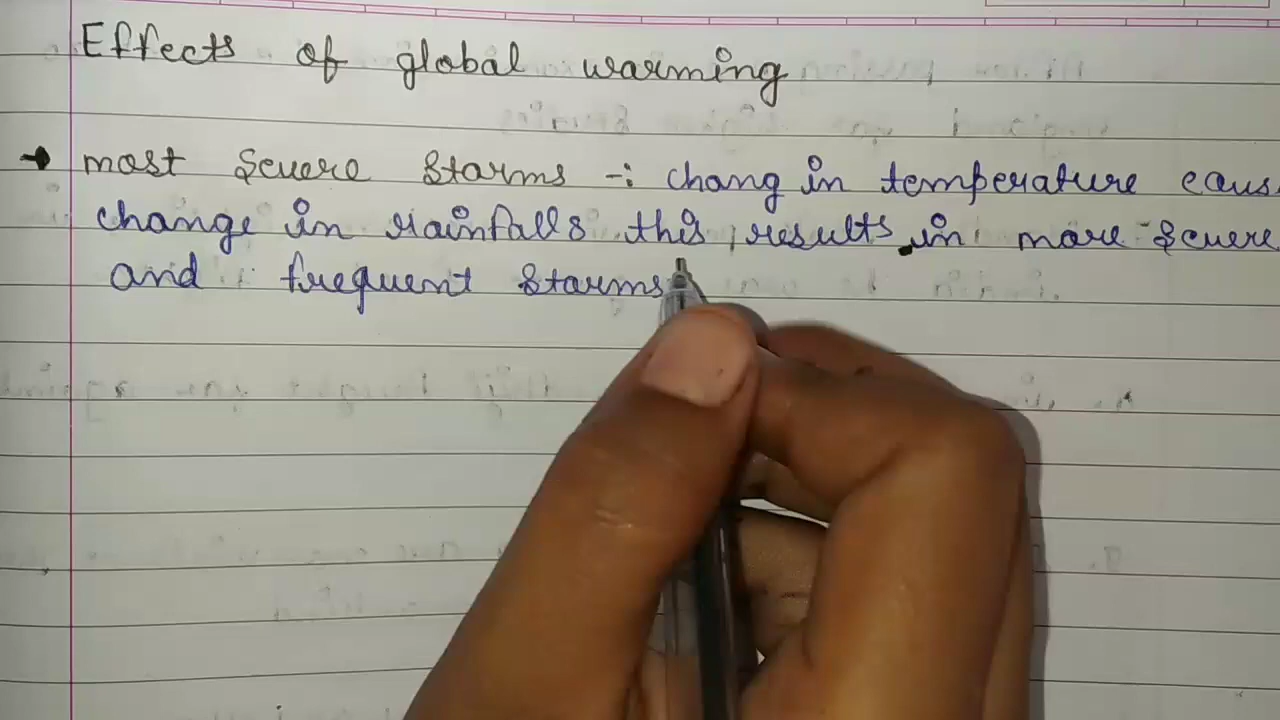 Effects of global warming
→ most severe storms -: chang in temperature caus
change in rainfalls this results in more severe
and frequent storms